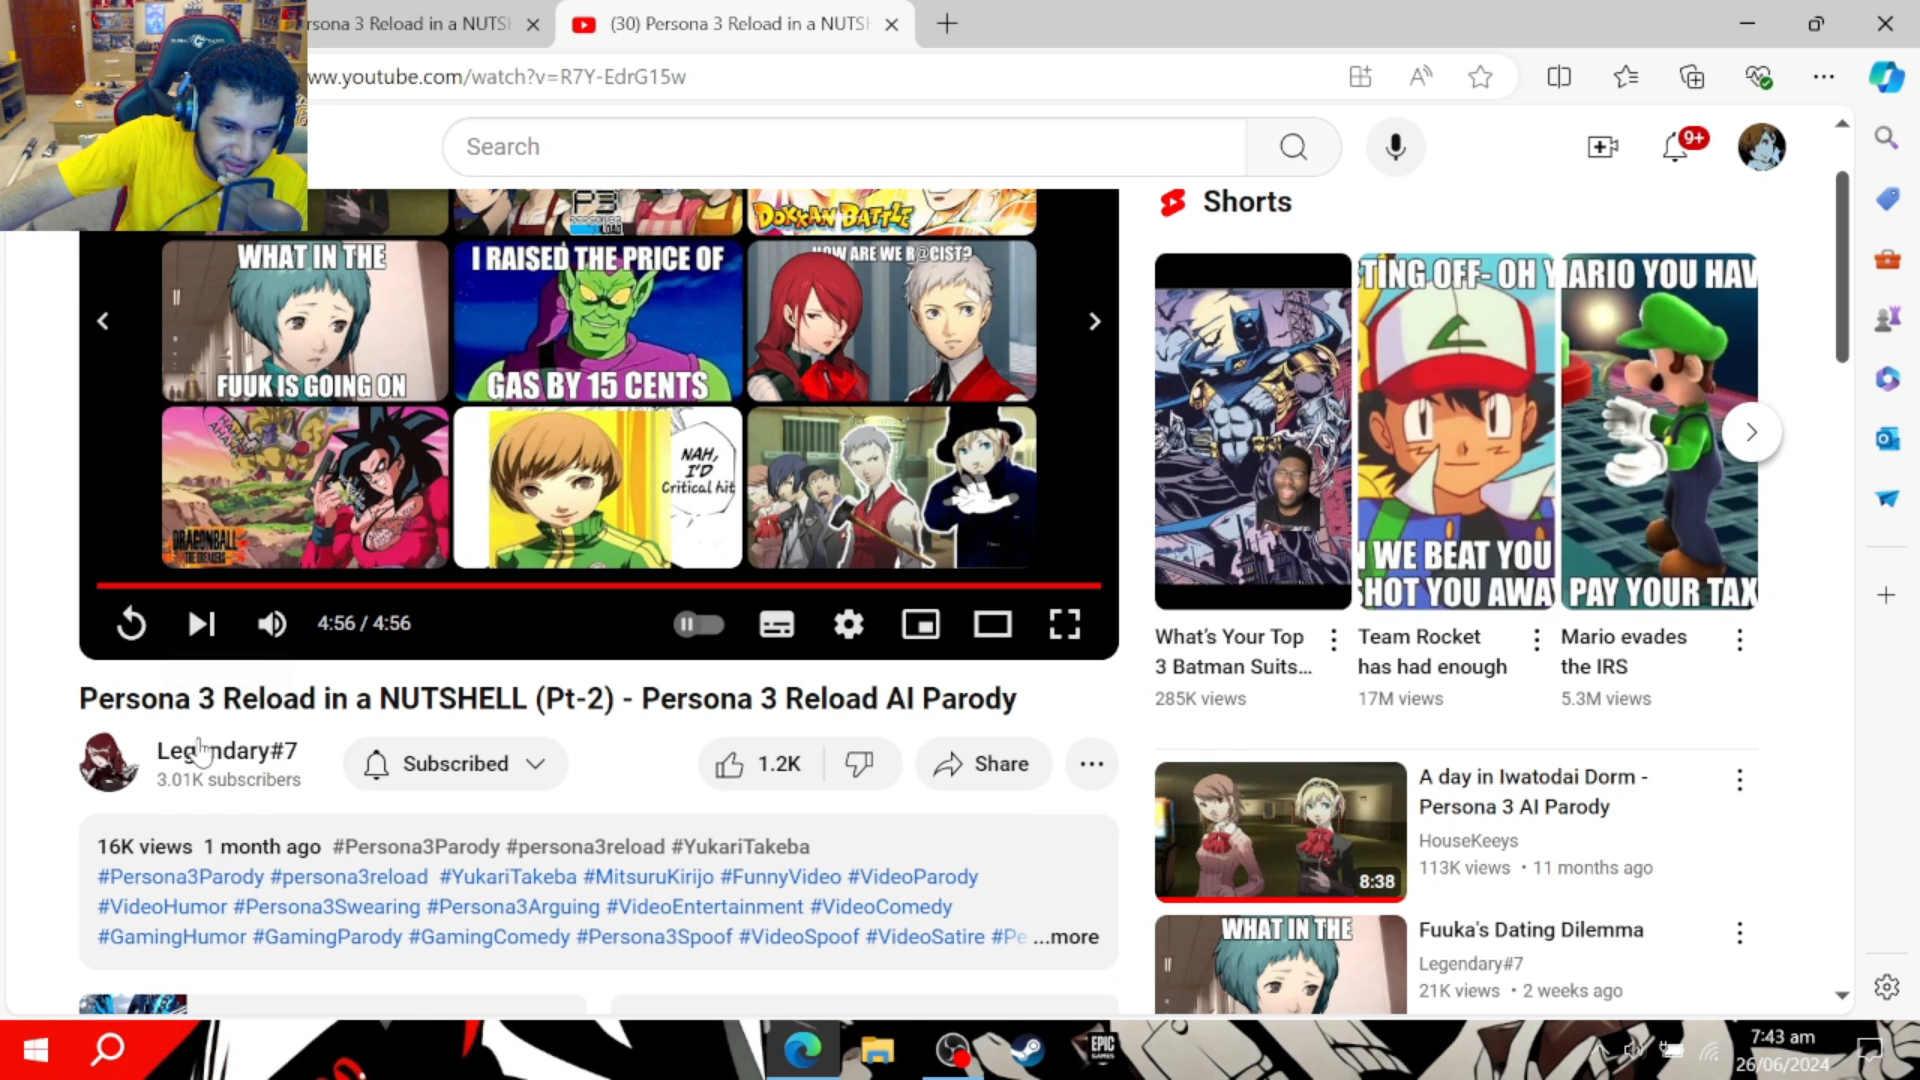 rsona 3 Reload in a NUTS
(30) Persona 3 Reload in a NUTS
ww.youtube.com/watch?v=R7Y-EdrG15w
Search
9+
P3
DOKKAN BATTLE
WHAT IN THE
FUUK IS GOING ON
I RAISED THE PRICE OF
GAS BY 15 CENTS
HOW ARE WE R@CIST?
DRAGONBALL
THE BREAKERS
NAH,
I'D
Critical hit
4:56 / 4:56
Persona 3 Reload in a NUTSHELL (Pt-2) - Persona 3 Reload AI Parody
Legendary#7
3.01K subscribers
Subscribed
1.2K
Share
16K views 1 month ago #Persona3Parody #persona3reload #YukariTakeba
#Persona3Parody #persona3reload #YukariTakeba #MitsuruKirijo #FunnyVideo #VideoParody
#VideoHumor #Persona3Swearing #Persona3Arguing #VideoEntertainment #VideoComedy
#GamingHumor #GamingParody #GamingComedy #Persona3Spoof #VideoSpoof #VideoSatire #Pe ...more
Shorts
TING OFF- OH Y
WE BEAT YOU
SHOT YOU AWA
MARIO YOU HAV
PAY YOUR TAX
What's Your Top
3 Batman Suits...
285K views
Team Rocket
has had enough
17M views
Mario evades
the IRS
5.3M views
8:38
A day in Iwatodai Dorm -
Persona 3 AI Parody
HouseKeeys
113K views • 11 months ago
WHAT IN THE
Fuuka's Dating Dilemma
Legendary#7
21K views • 2 weeks ago
EPIC
GAMES
7:43 am
26/06/2024